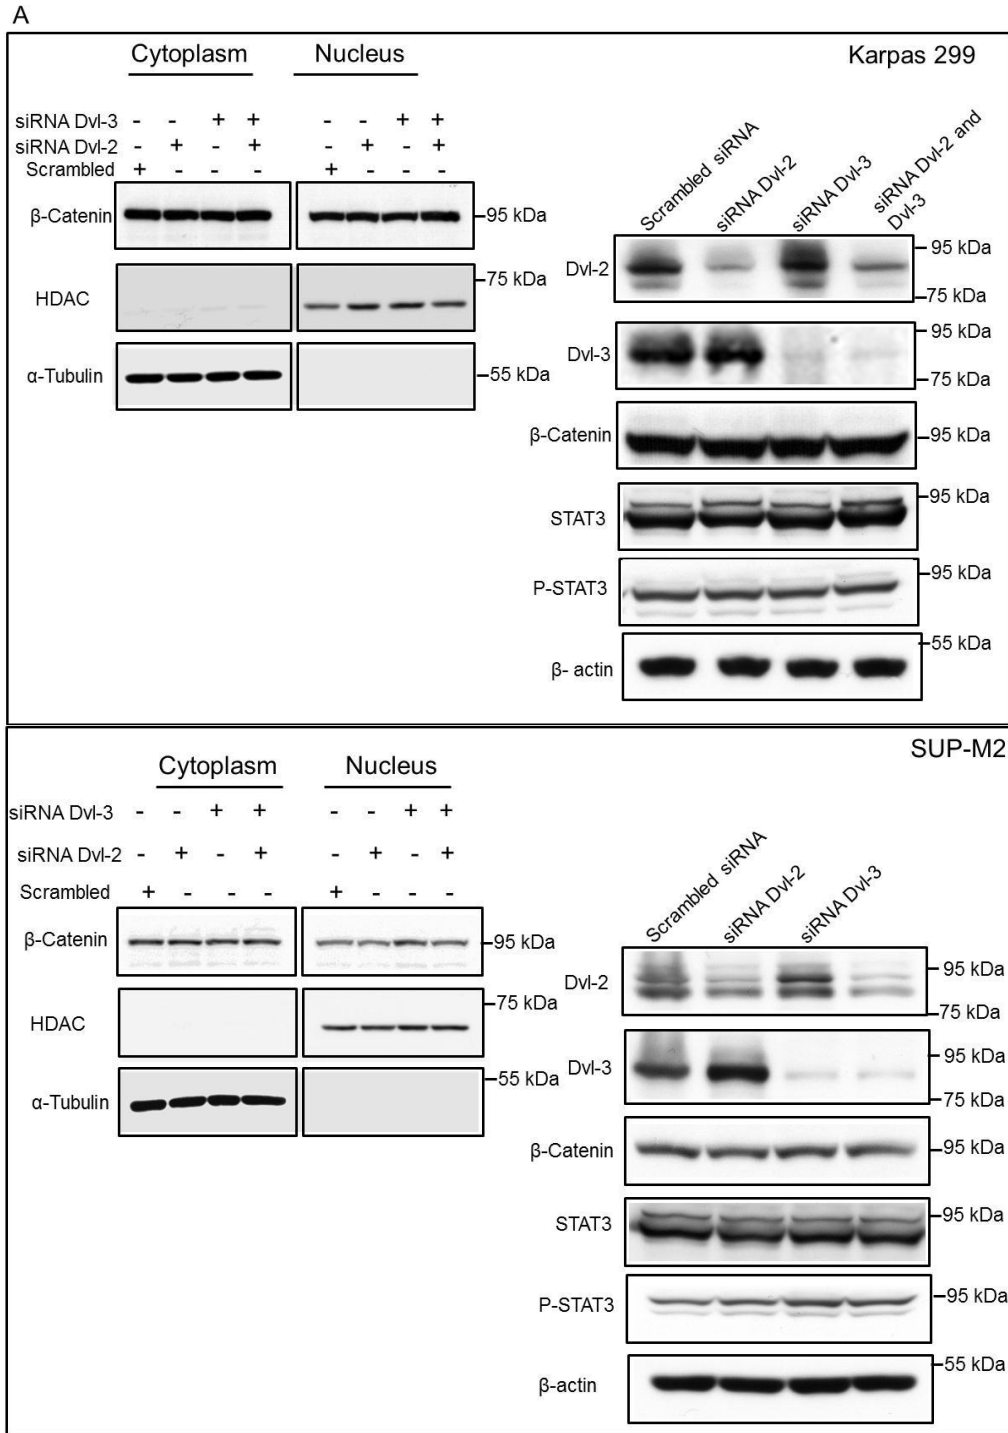 A
Cytoplasm Nucleus Karpas 299
siRNA Dvl-3 - - + + - - + +
siRNA Dvl-2 - + - + - + - +
Scrambled + - - - + - - -
β-Catenin 95 kDa
HDAC 75 kDa
α-Tubulin 55 kDa
Scrambled siRNA
siRNA Dvl-2
siRNA Dvl-3
siRNA Dvl-2 and
Dvl-3
Dvl-2 95 kDa
75 kDa
Dvl-3 95 kDa
75 kDa
β-Catenin 95 kDa
STAT3 95 kDa
P-STAT3 95 kDa
β- actin 55 kDa
SUP-M2
Cytoplasm Nucleus
siRNA Dvl-3 - - + + - - + +
siRNA Dvl-2 - + - + - + - +
Scrambled + - - - + - - -
β-Catenin 95 kDa
HDAC 75 kDa
α-Tubulin 55 kDa
Scrambled siRNA
siRNA Dvl-2
siRNA Dvl-3
Dvl-2 95 kDa
75 kDa
Dvl-3 95 kDa
75 kDa
β-Catenin 95 kDa
STAT3 95 kDa
P-STAT3 95 kDa
β-actin 55 kDa